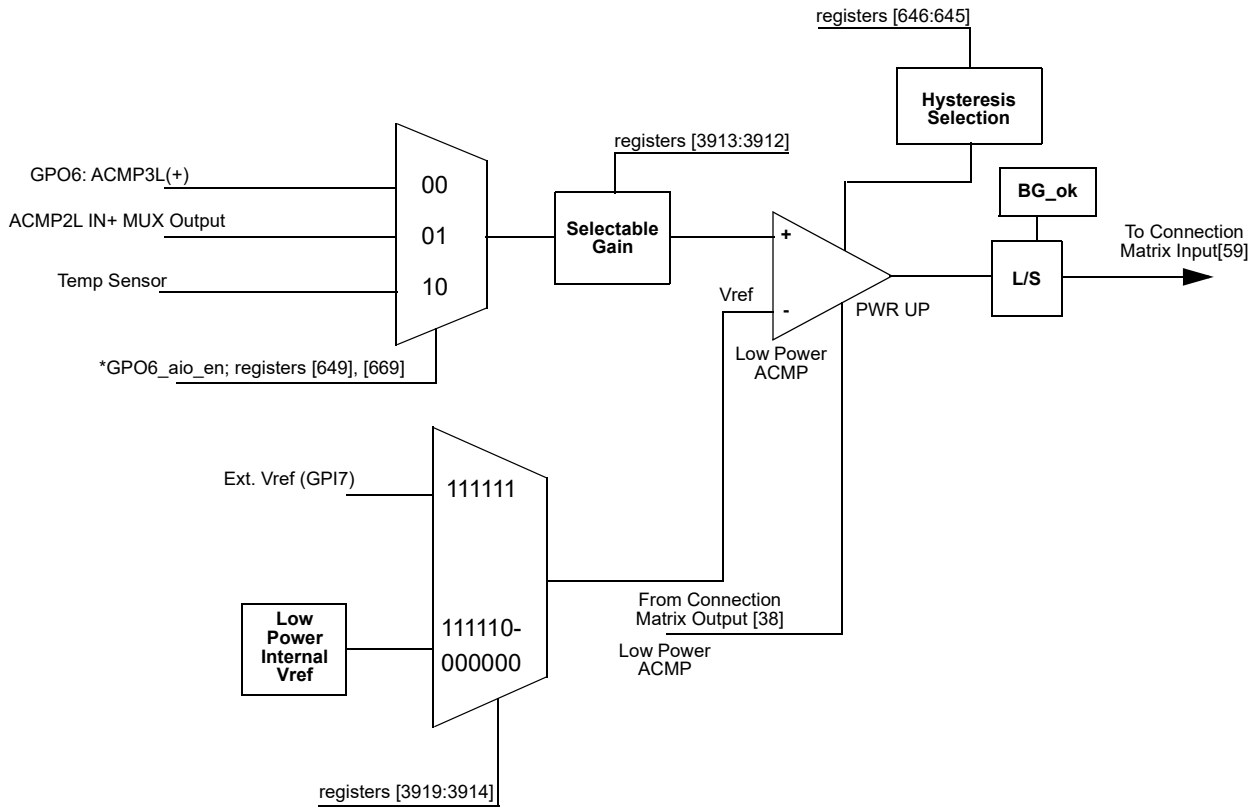 registers [646:645]
Hysteresis
Selection
registers [3913:3912]
GPO6: ACMP3L(+)
00
BG_ok
ACMP2L IN+ MUX Output
01
Selectable
Gain
+
To Connection
Matrix Input[59]
Temp Sensor
10
Vref
-
L/S
PWR UP
Low Power
ACMP
*GPO6_aio_en; registers [649], [669]
Ext. Vref (GPI7)
111111
From Connection
Matrix Output [38]
Low
Power
Internal
Vref
111110-
000000
Low Power
ACMP
registers [3919:3914]